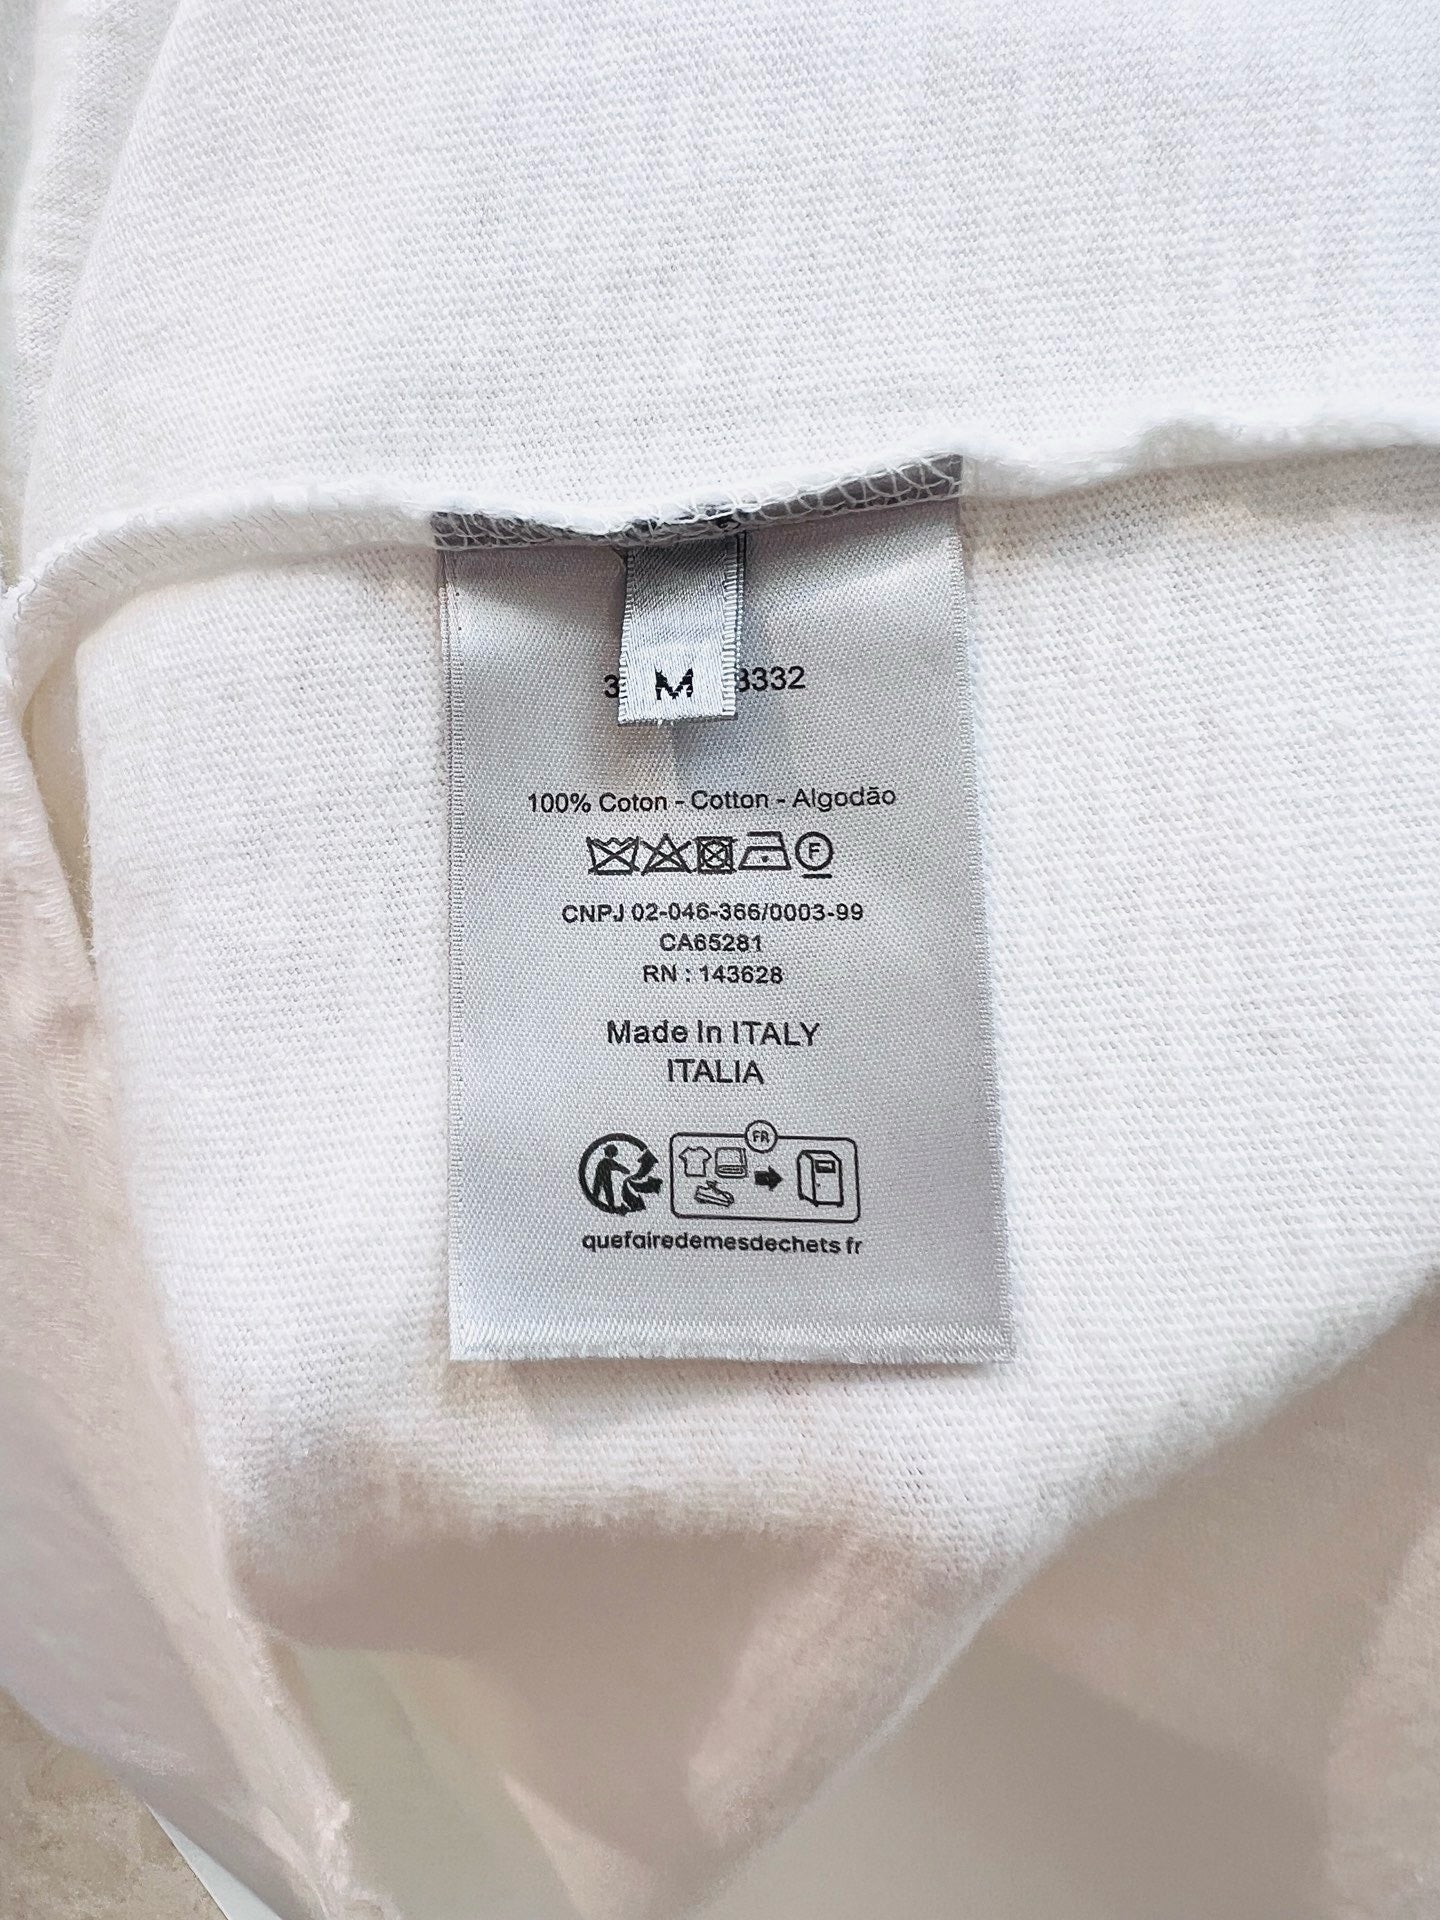 M
3332
100% Coton - Cotton - Algodão
F
CNPJ 02-046-366/0003-99
CA65281
RN : 143628
Made In ITALY
ITALIA
FR
quefairedemesdechets fr